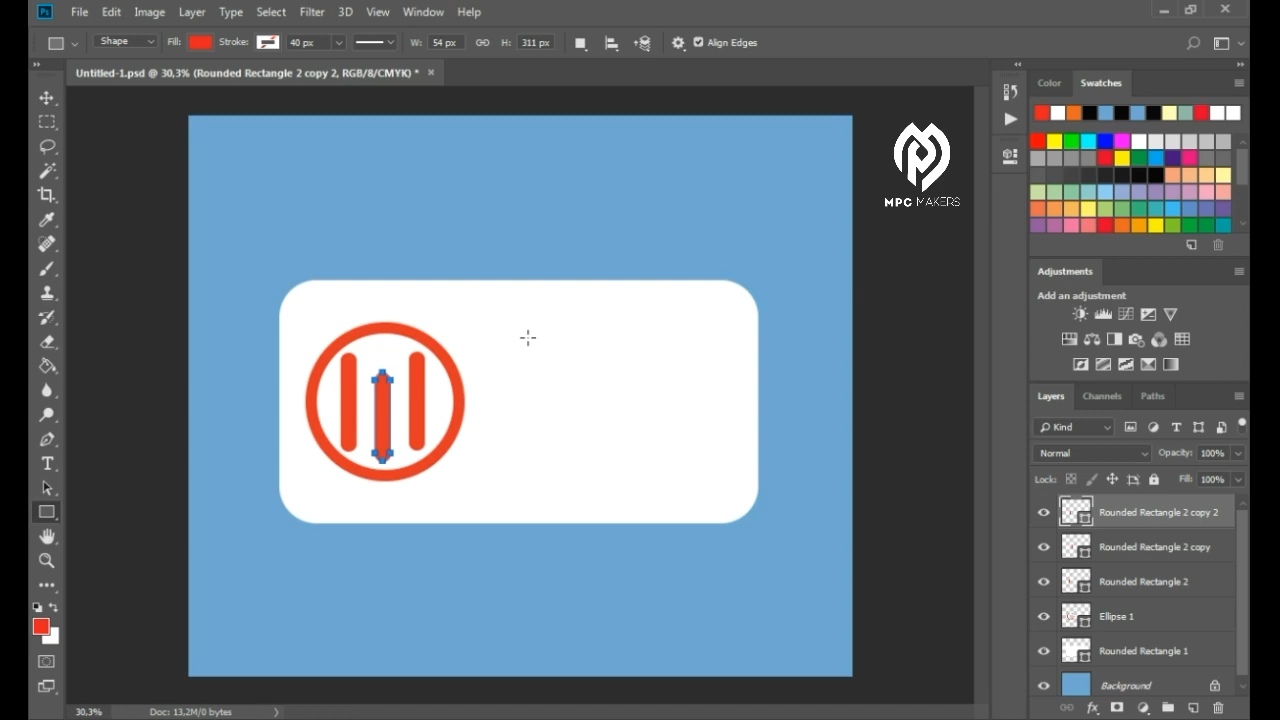 Ps File Edit Image Layer Type Select Filter 3D View Window Help
Shape Fill: Stroke: 40 px W: 54 px H: 311 px Align Edges
Untitled-1.psd @ 30,3% (Rounded Rectangle 2 copy 2, RGB/8/CMYK) * ×
Color Swatches
MPC MAKERS
Adjustments
Add an adjustment
Layers Channels Paths
Kind
Normal Opacity: 100%
Lock: Fill: 100%
Rounded Rectangle 2 copy 2
Rounded Rectangle 2 copy
Rounded Rectangle 2
Ellipse 1
Rounded Rectangle 1
Background
30,3% Doc: 13,2M/0 bytes
fx